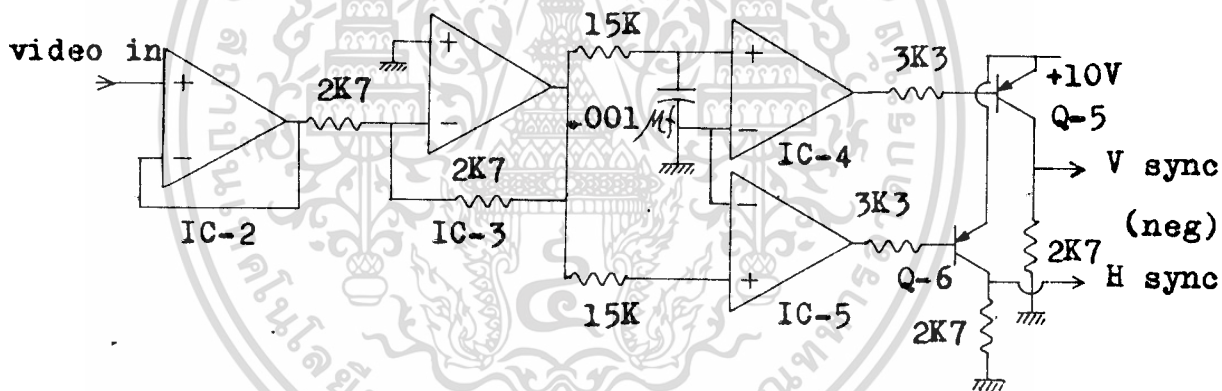 video in
2K7
2K7
IC-2
IC-3
15K
.001 μf
15K
IC-4
IC-5
3K3
3K3
+10V
Q-5
V sync
(neg)
2K7
H sync
Q-6
2K7